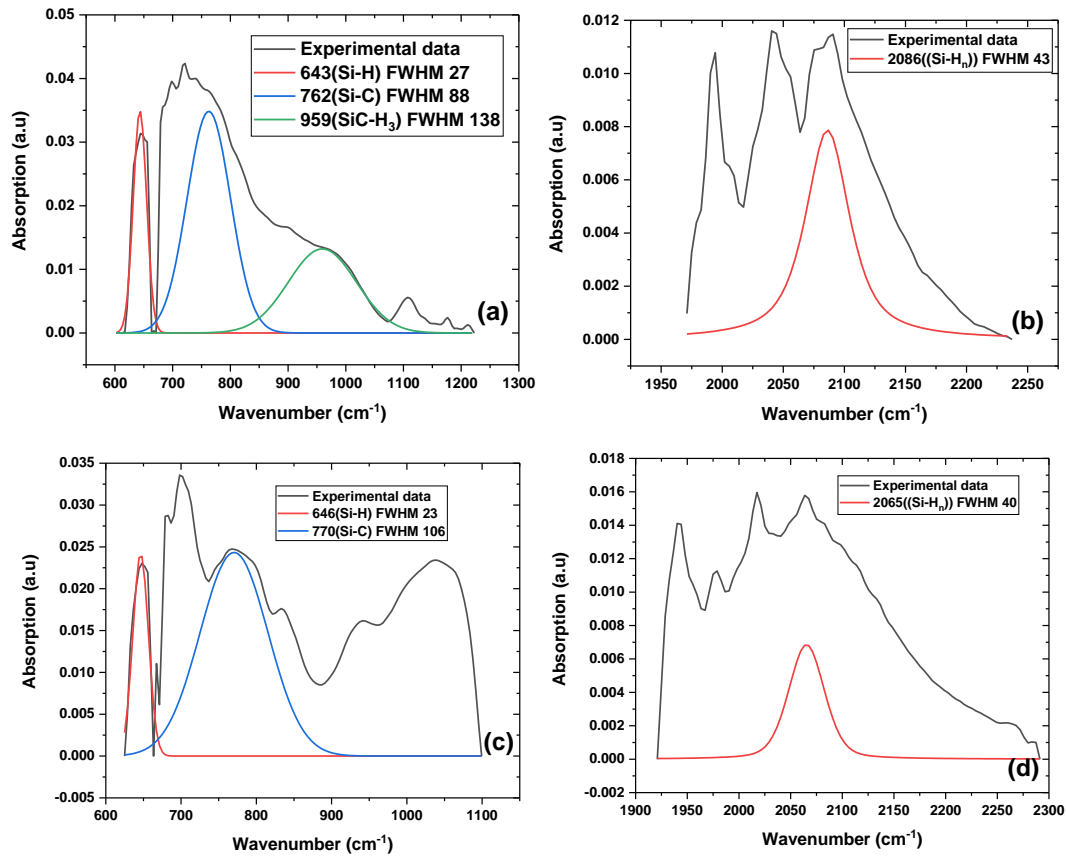 0.05
0.04
0.03
0.02
0.01
0.00
Absorption (a.u)
600 700 800 900 1000 1100 1200 1300
Wavenumber (cm⁻¹)
Experimental data
643(Si-H) FWHM 27
762(Si-C) FWHM 88
959(SiC-H₃) FWHM 138
(a)
0.012
0.010
0.008
0.006
0.004
0.002
0.000
Absorption (a.u)
1950 2000 2050 2100 2150 2200 2250
Wavenumber (cm⁻¹)
Experimental data
2086((Si-Hₙ)) FWHM 43
(b)
0.035
0.030
0.025
0.020
0.015
0.010
0.005
0.000
-0.005
Absorption (a.u)
600 700 800 900 1000 1100
Wavenumber (cm⁻¹)
Experimental data
646(Si-H) FWHM 23
770(Si-C) FWHM 106
(c)
0.018
0.016
0.014
0.012
0.010
0.008
0.006
0.004
0.002
0.000
-0.002
Absorption (a.u)
1900 1950 2000 2050 2100 2150 2200 2250 2300
Wavenumber (cm⁻¹)
Experimental data
2065((Si-Hₙ)) FWHM 40
(d)